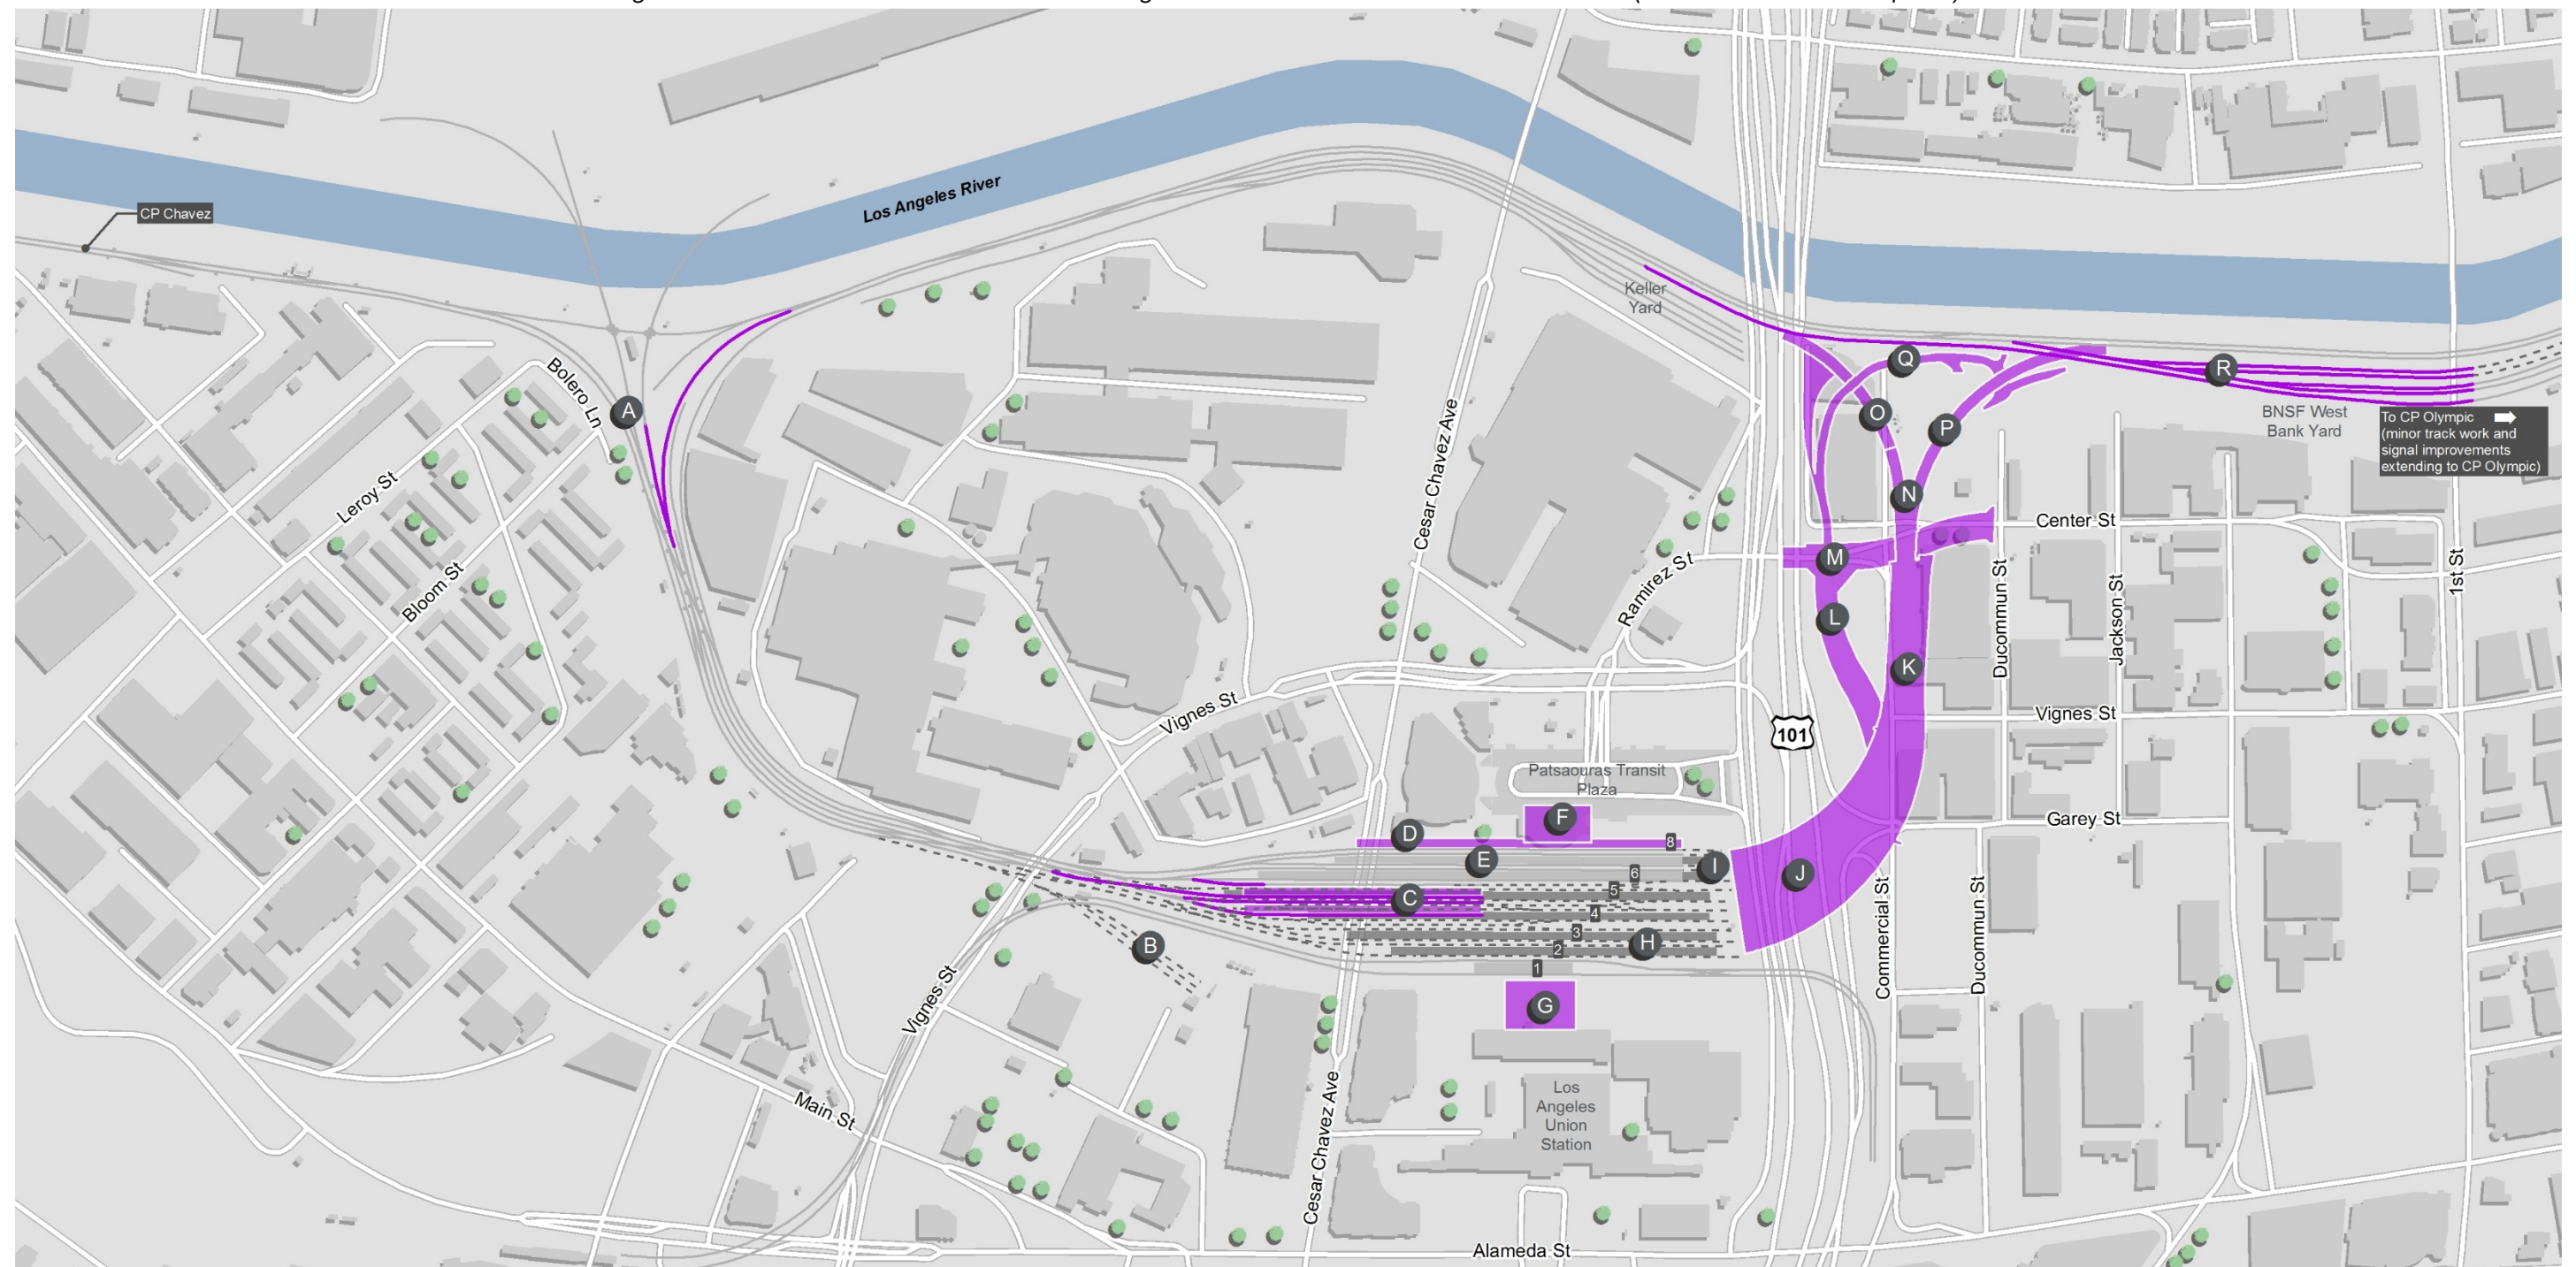 CP Chavez
Los Angeles River
Keller
Yard
Q
R
A
Bolero Ln
O
P
BNSF West
Bank Yard
To CP Olympic
(minor track work and
signal improvements
extending to CP Olympic)
Leroy St
Cesar Chavez Ave
N
Center St
Ramirez St
M
Bloom St
1st St
L
Ducommun St
Jackson St
K
Vignes St
Vignes St
101
Patsaouras Transit
Plaza
F
Garey St
D
8
E
I
6
J
5
C
4
3
H
2
B
1
Commercial St
Ducommun St
Vignes St
G
Los
Angeles
Union
Station
Main St
Cesar Chavez Ave
Alameda St